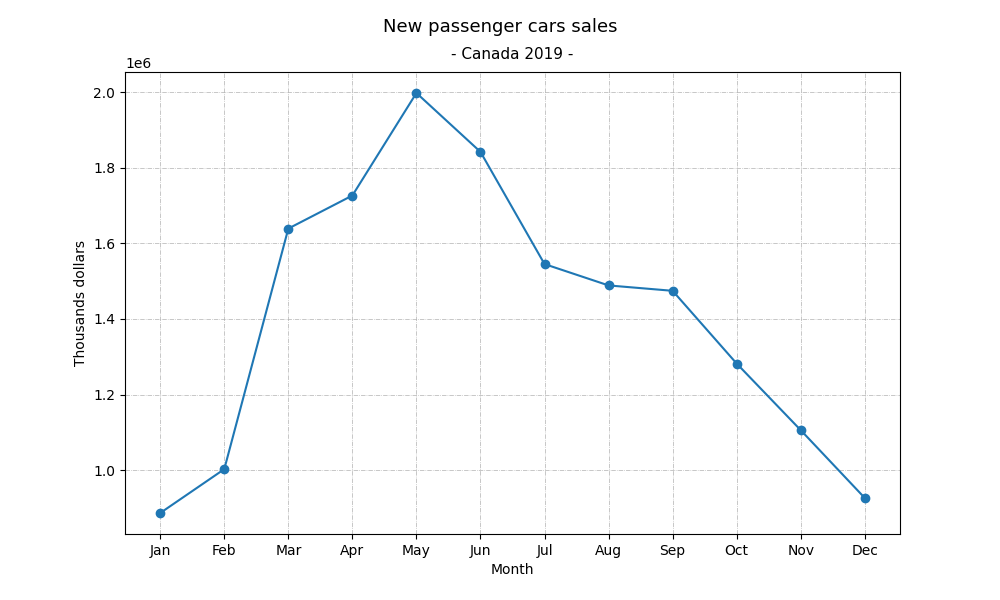 New passenger cars sales
- Canada 2019 -
1e6
2.0
1.8
1.6
1.4
1.2
1.0
Thousands dollars
Jan Feb Mar Apr May Jun Jul Aug Sep Oct Nov Dec
Month